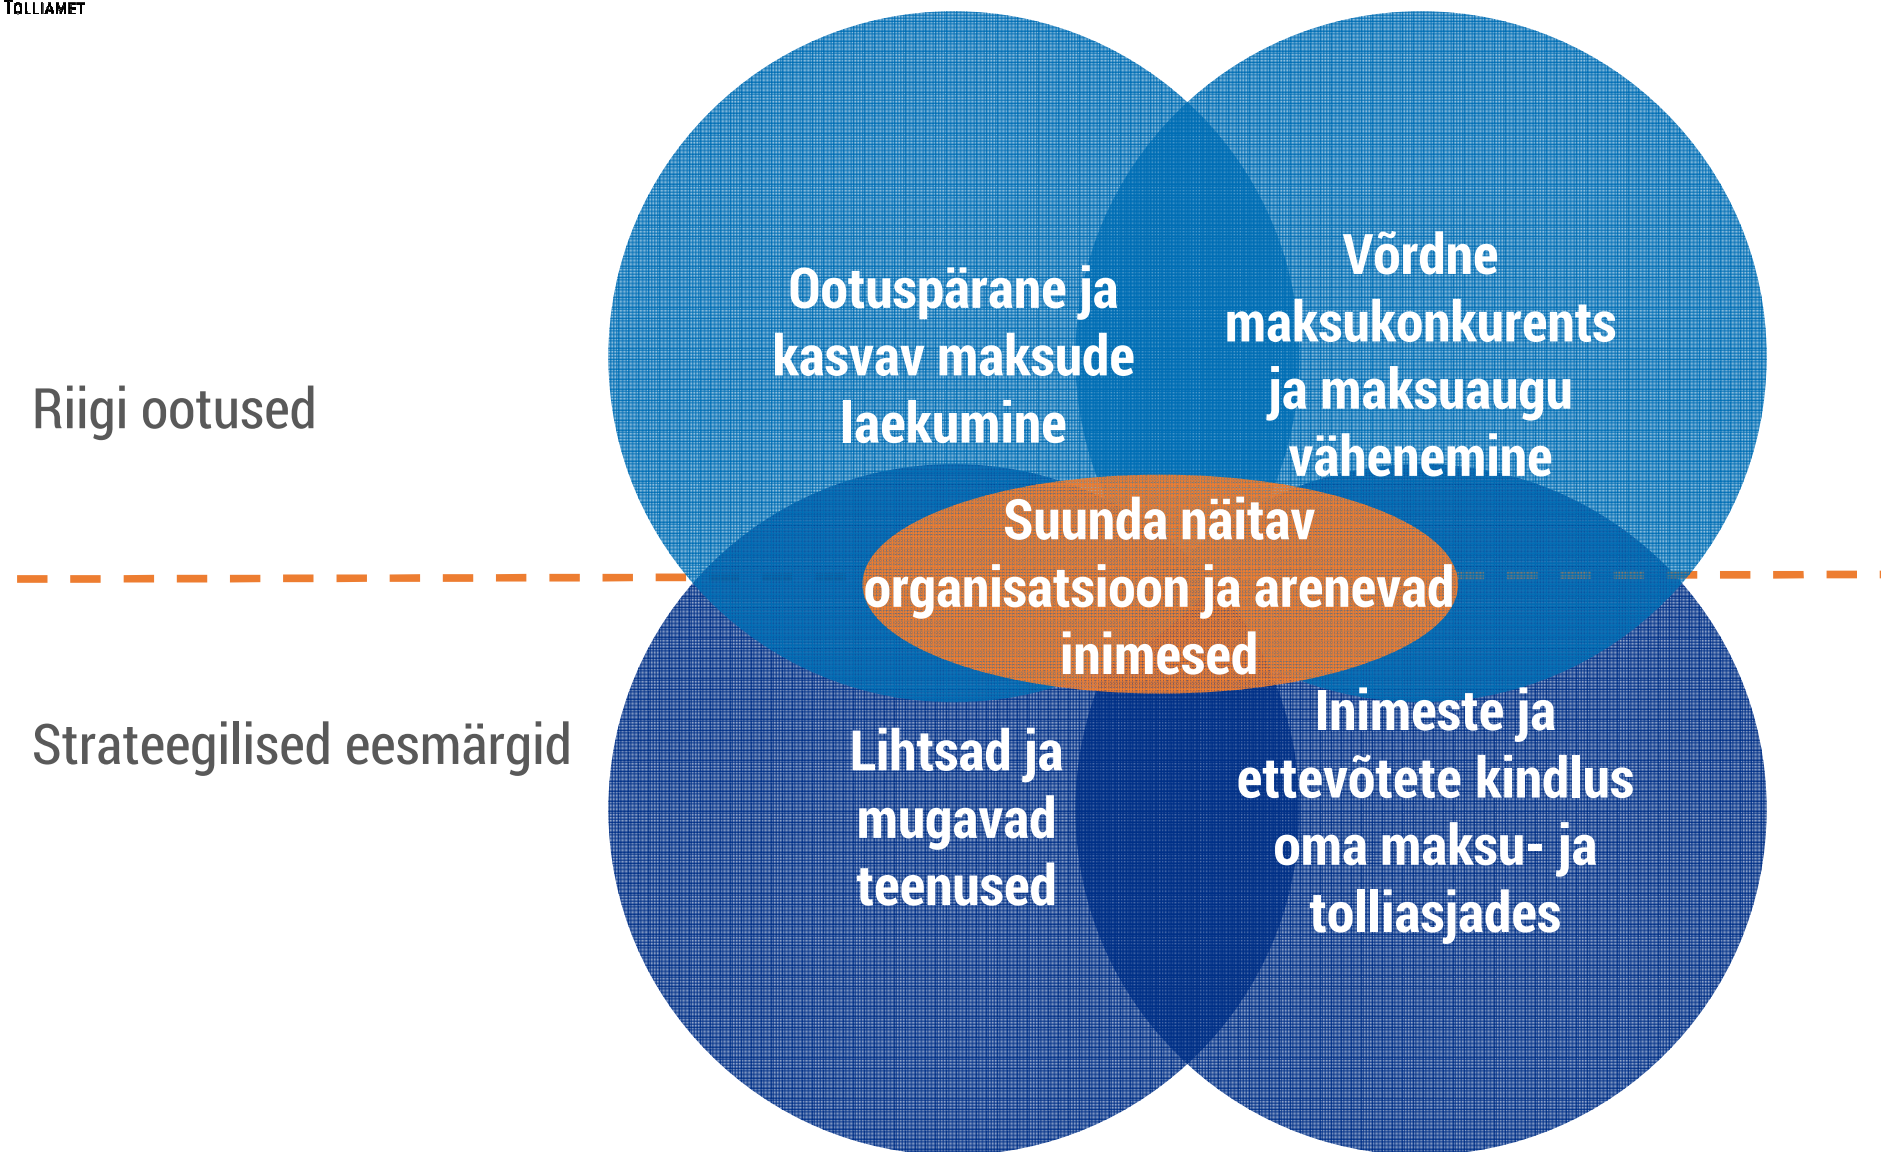 TOLLIAMET
Ootuspärane ja
kasvav maksude
laekumine
Võrdne
maksukonkurents
ja maksuaugu
vähenemine
Riigi ootused
Suunda näitav
organisatsioon ja arenevad
inimesed
Strateegilised eesmärgid
Lihtsad ja
mugavad
teenused
Inimeste ja
ettevõtete kindlus
oma maksu- ja
tolliasjades